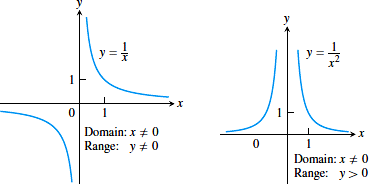 y
y = 1/x
1
0
1
x
Domain: x ≠ 0
Range: y ≠ 0
y
y = 1/x²
1
0
1
x
Domain: x ≠ 0
Range: y > 0